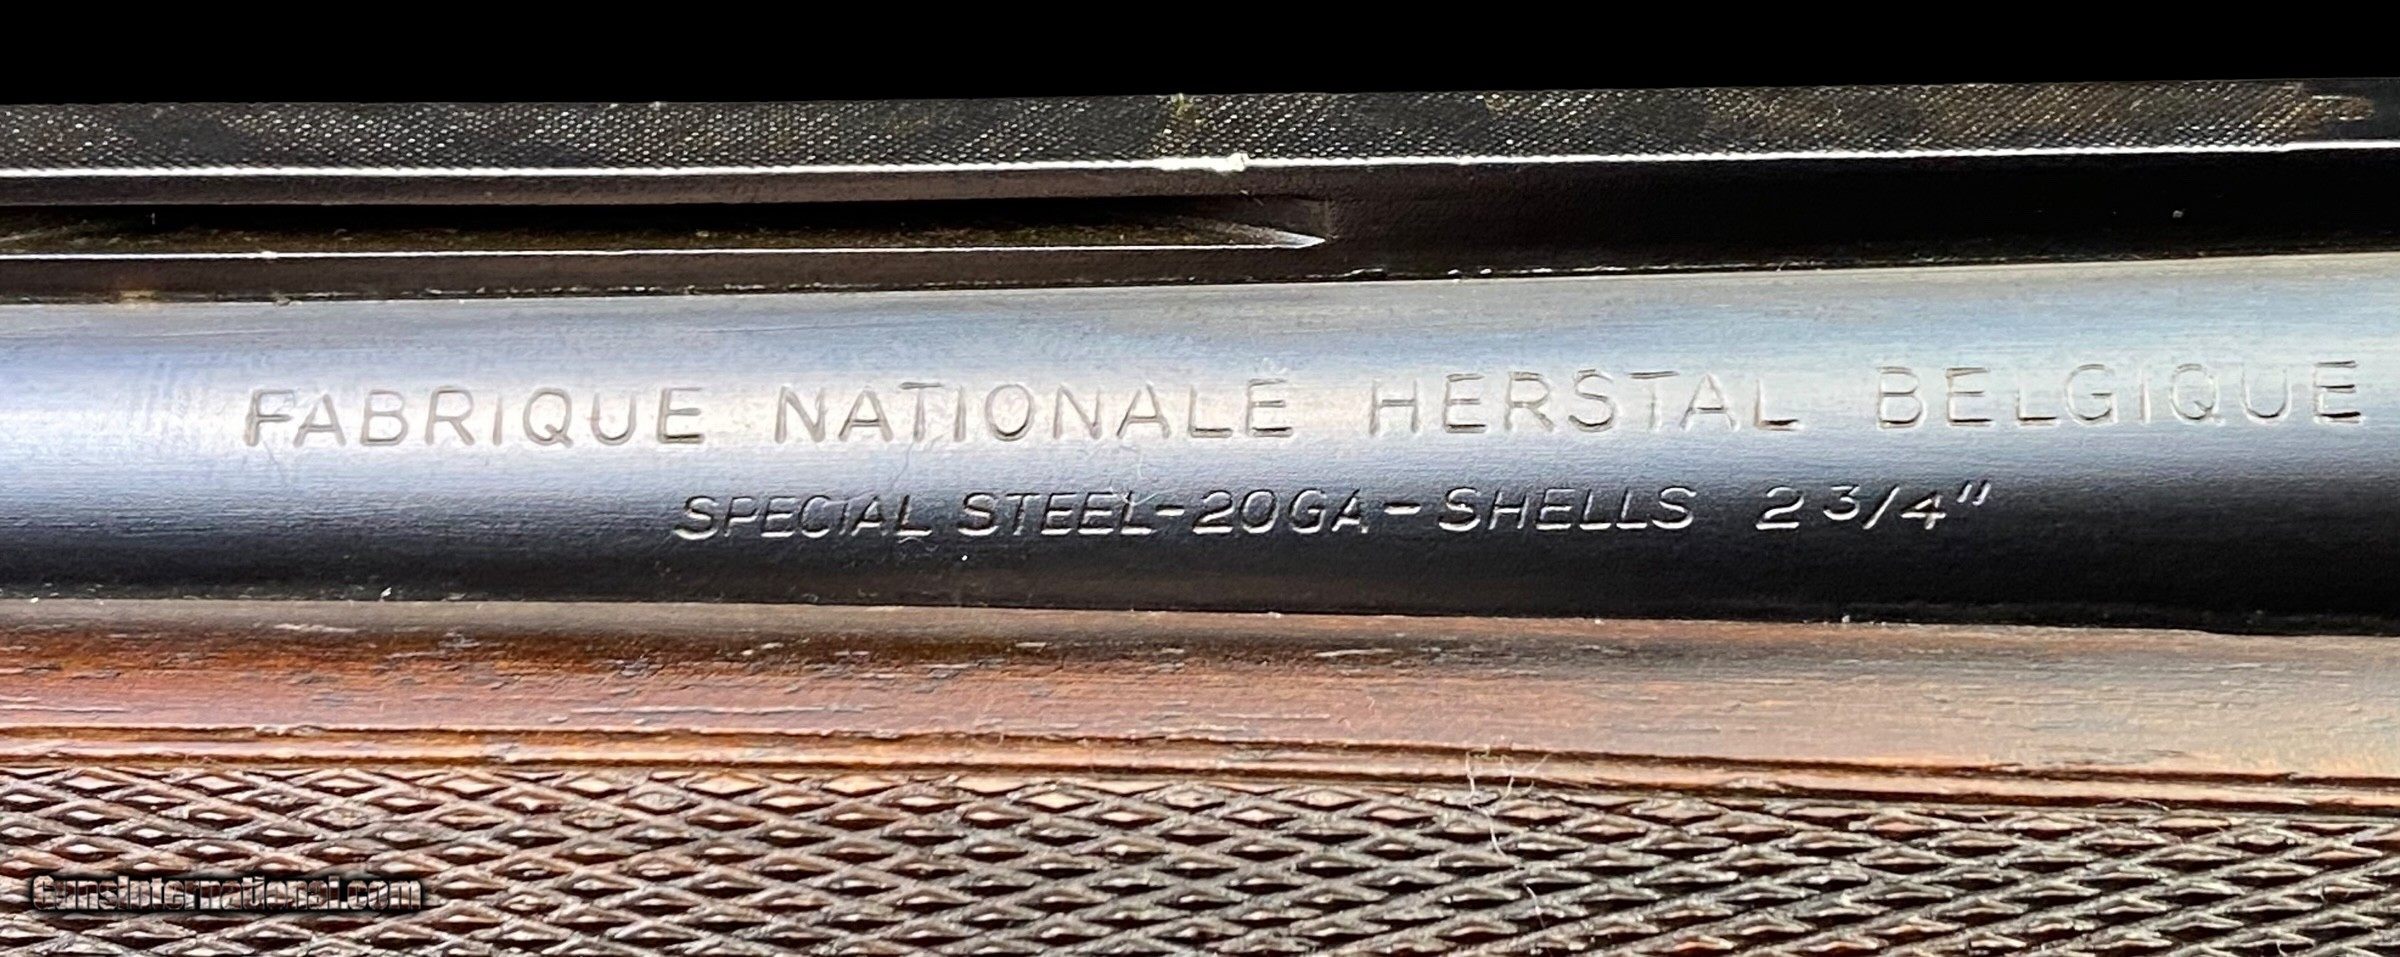 FABRIQUE NATIONALE HERSTAL BELGIQUE
SPECIAL STEEL-20GA-SHELLS 2 3/4"
GunsInternational.com